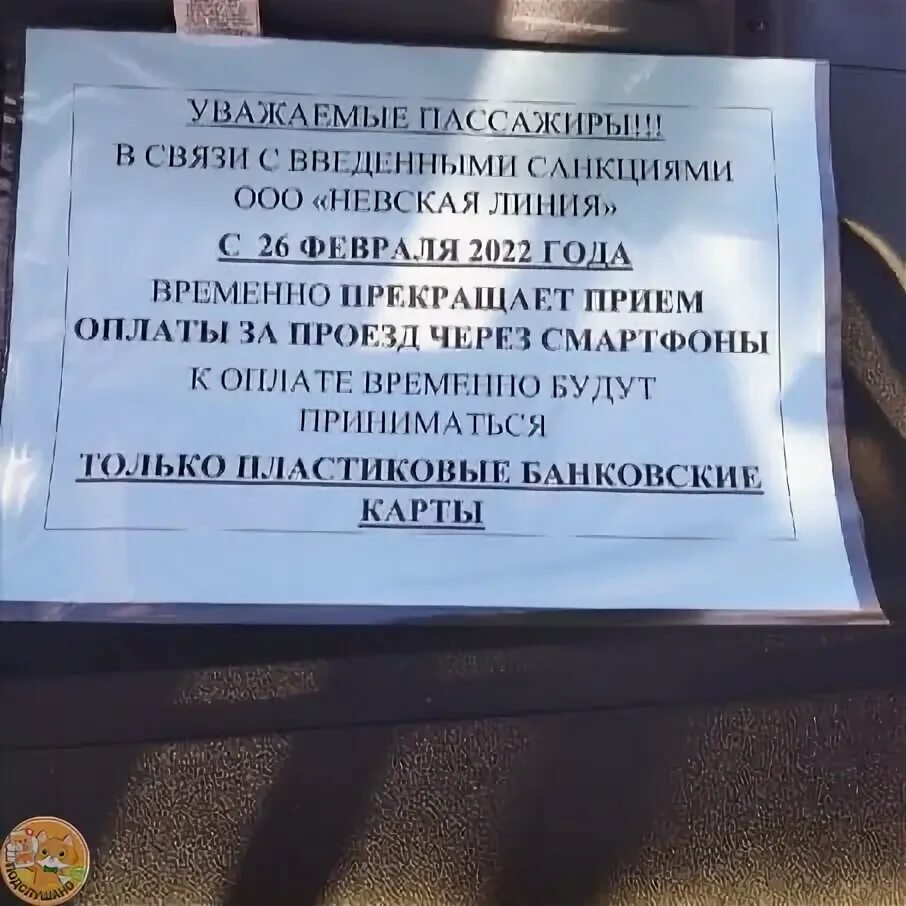 УВАЖАЕМЫЕ ПАССАЖИРЫ!!!
В СВЯЗИ С ВВЕДЕННЫМИ САНКЦИЯМИ
ООО «НЕВСКАЯ ЛИНИЯ»
С 26 ФЕВРАЛЯ 2022 ГОДА
ВРЕМЕННО ПРЕКРАЩАЕТ ПРИЕМ
ОПЛАТЫ ЗА ПРОЕЗД ЧЕРЕЗ СМАРТФОНЫ
К ОПЛАТЕ ВРЕМЕННО БУДУТ
ПРИНИМАТЬСЯ
ТОЛЬКО ПЛАСТИКОВЫЕ БАНКОВСКИЕ
КАРТЫ
ПОДСЛУШАНО